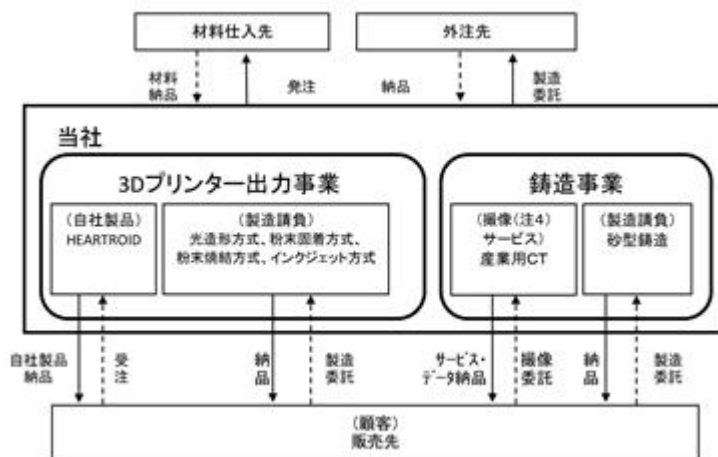 材料仕入先
外注先
材料
納品
発注
納品
製造
委託
当社
3Dプリンター出力事業
鋳造事業
（自社製品）
HEARTROID
（製造請負）
光造形方式、粉末固着方式、
粉末焼結方式、インクジェット方式
（撮像（注4）
サービス）
産業用CT
（製造請負）
砂型鋳造
自社製品
納品
受
注
納
品
製造
委託
サービス・
データ納品
撮像
委託
納
品
製造
委託
（顧客）
販売先